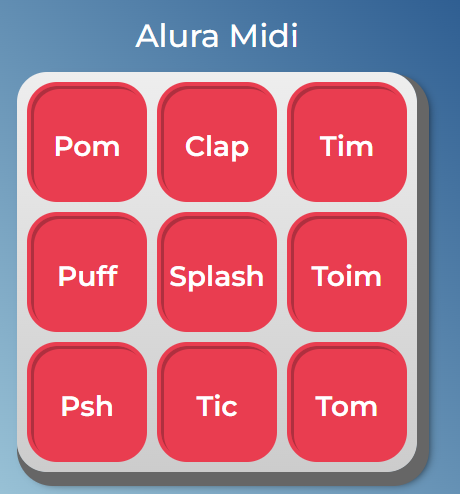 Alura Midi
Pom Clap Tim
Puff Splash Toim
Psh Tic Tom